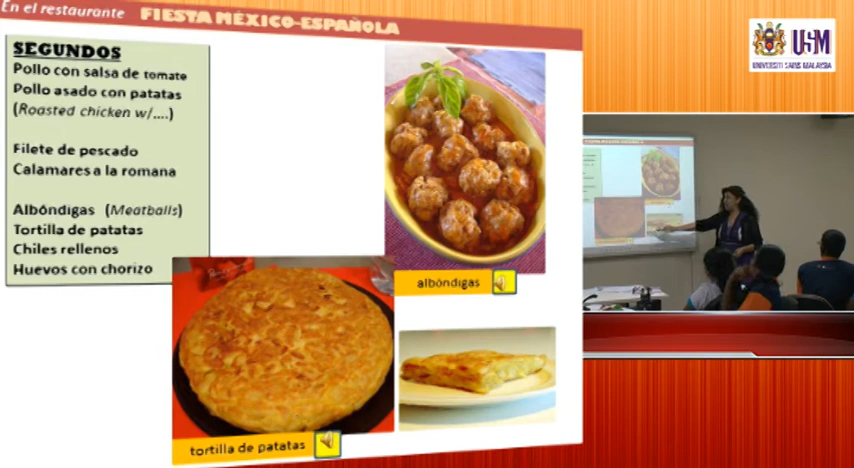 En el restaurante FIESTA MÉXICO-ESPAÑOLA
SEGUNDOS
Pollo con salsa de tomate
Pollo asado con patatas
(Roasted chicken w/....)
Filete de pescado
Calamares a la romana
Albóndigas (Meatballs)
Tortilla de patatas
Chiles rellenos
Huevos con chorizo
albóndigas
tortilla de patatas
USM
UNIVERSITI SAINS MALAYSIA